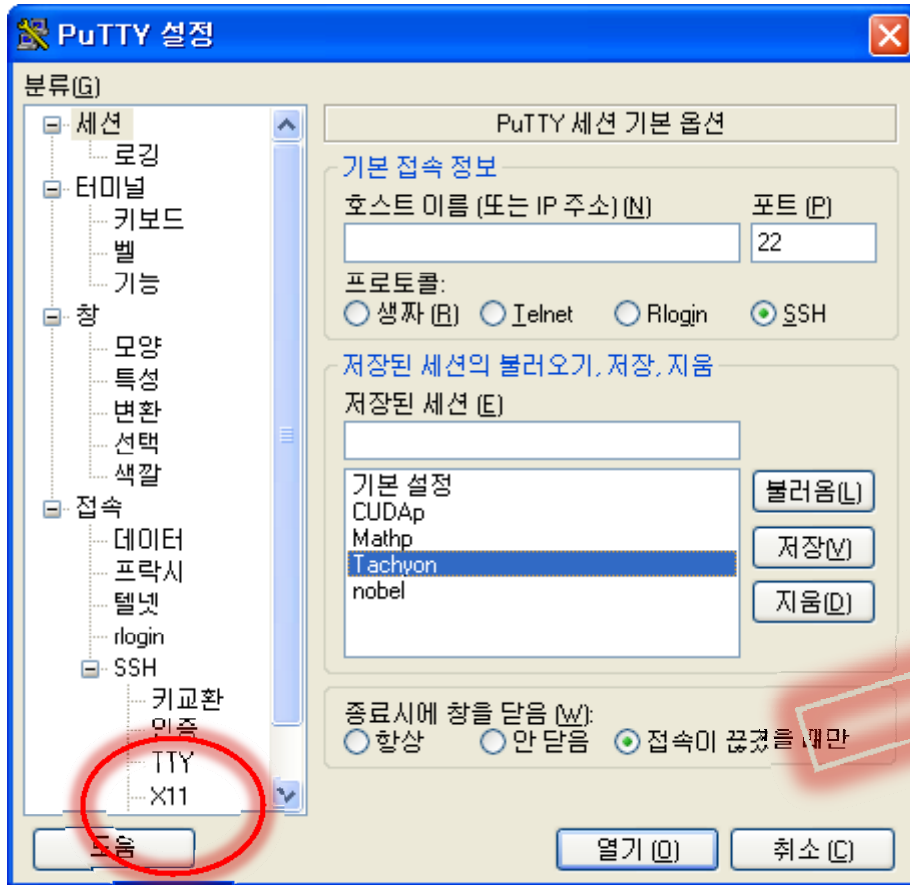 PuTTY 설정
분류(G)
세션
로깅
터미널
키보드
벨
기능
창
모양
특성
변환
선택
색깔
접속
데이터
프락시
텔넷
rlogin
SSH
키교환
인증
TTY
X11
PuTTY 세션 기본 옵션
기본 접속 정보
호스트 이름 (또는 IP 주소) (N) 포트 (P)
22
프로토콜:
생짜 (R) Telnet Rlogin SSH
저장된 세션의 불러오기, 저장, 지움
저장된 세션 (E)
기본 설정
CUDAp
Mathp
Tachyon
nobel
불러옴(L)
저장(V)
지움(D)
종료시에 창을 닫음 (W):
항상 안 닫음 접속이 끊겼을 때만
도움 열기 (O) 취소 (C)